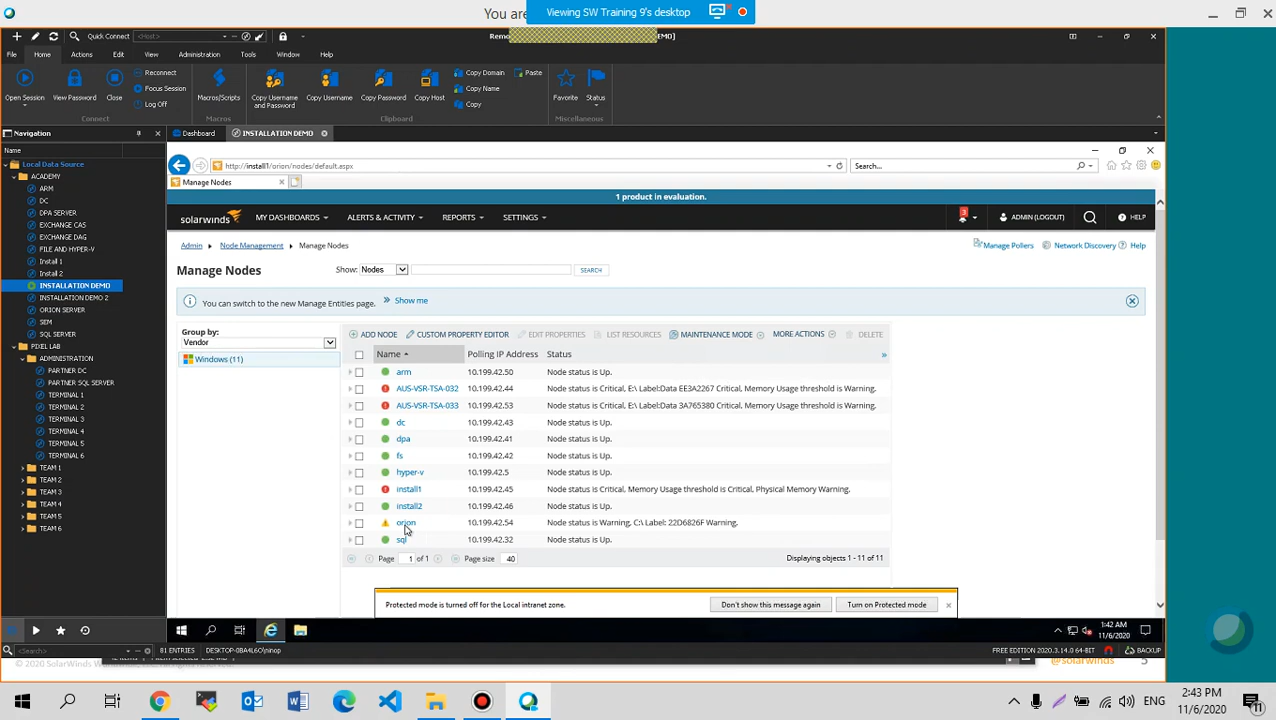 You are
Viewing SW Training 9's desktop
Quick Connect <Host>
Remo
EMO]
File Home Actions Edit View Administration Tools Window Help
Open Session
View Password
Close
Reconnect
Focus Session
Log Off
Macros/Scripts
Copy Username and Password
Copy Username
Copy Password
Copy Host
Copy Domain
Copy Name
Copy
Paste
Favorite
Status
Connect
Macros
Clipboard
Miscellaneous
Navigation
Name
Local Data Source
ACADEMY
ARM
DC
DPA SERVER
EXCHANGE CAS
EXCHANGE DAG
FILE AND HYPER-V
Install 1
Install 2
INSTALLATION DEMO
INSTALLATION DEMO 2
ORION SERVER
SEM
SQL SERVER
PIXEL LAB
ADMINISTRATION
PARTNER DC
PARTNER SQL SERVER
TERMINAL 1
TERMINAL 2
TERMINAL 3
TERMINAL 4
TERMINAL 5
TERMINAL 6
TEAM 1
TEAM 2
TEAM 3
TEAM 4
TEAM 5
TEAM 6
Dashboard INSTALLATION DEMO
http://install1/orion/nodes/default.aspx Search...
Manage Nodes
1 product in evaluation.
solarwinds MY DASHBOARDS ALERTS & ACTIVITY REPORTS SETTINGS 3 ADMIN (LOGOUT) HELP
Admin Node Management Manage Nodes Manage Pollers Network Discovery Help
Manage Nodes Show: Nodes SEARCH
You can switch to the new Manage Entities page. » Show me
Group by:
Vendor
Windows (11)
ADD NODE CUSTOM PROPERTY EDITOR EDIT PROPERTIES LIST RESOURCES MAINTENANCE MODE MORE ACTIONS DELETE
Name Polling IP Address Status »
arm 10.199.42.50 Node status is Up.
AUS-VSR-TSA-032 10.199.42.44 Node status is Critical, E:\ Label:Data EE3A2267 Critical, Memory Usage threshold is Warning.
AUS-VSR-TSA-033 10.199.42.53 Node status is Critical, E:\ Label:Data 3A765380 Critical, Memory Usage threshold is Warning.
dc 10.199.42.43 Node status is Up.
dpa 10.199.42.41 Node status is Up.
fs 10.199.42.42 Node status is Up.
hyper-v 10.199.42.5 Node status is Up.
install1 10.199.42.45 Node status is Critical, Memory Usage threshold is Critical, Physical Memory Warning.
install2 10.199.42.46 Node status is Up.
orion 10.199.42.54 Node status is Warning, C:\ Label: 22D6826F Warning.
sql 10.199.42.32 Node status is Up.
Page 1 of 1 Page size 40 Displaying objects 1 - 11 of 11
Protected mode is turned off for the Local intranet zone. Don't show this message again Turn on Protected mode
1:42 AM
11/6/2020
<Search> 81 ENTRIES DESKTOP-08A4L6O\ninop FREE EDITION 2020.3.14.0 64-BIT BACKUP
© 2020 SolarWinds
@solarwinds 5
ENG
2:43 PM
11/6/2020